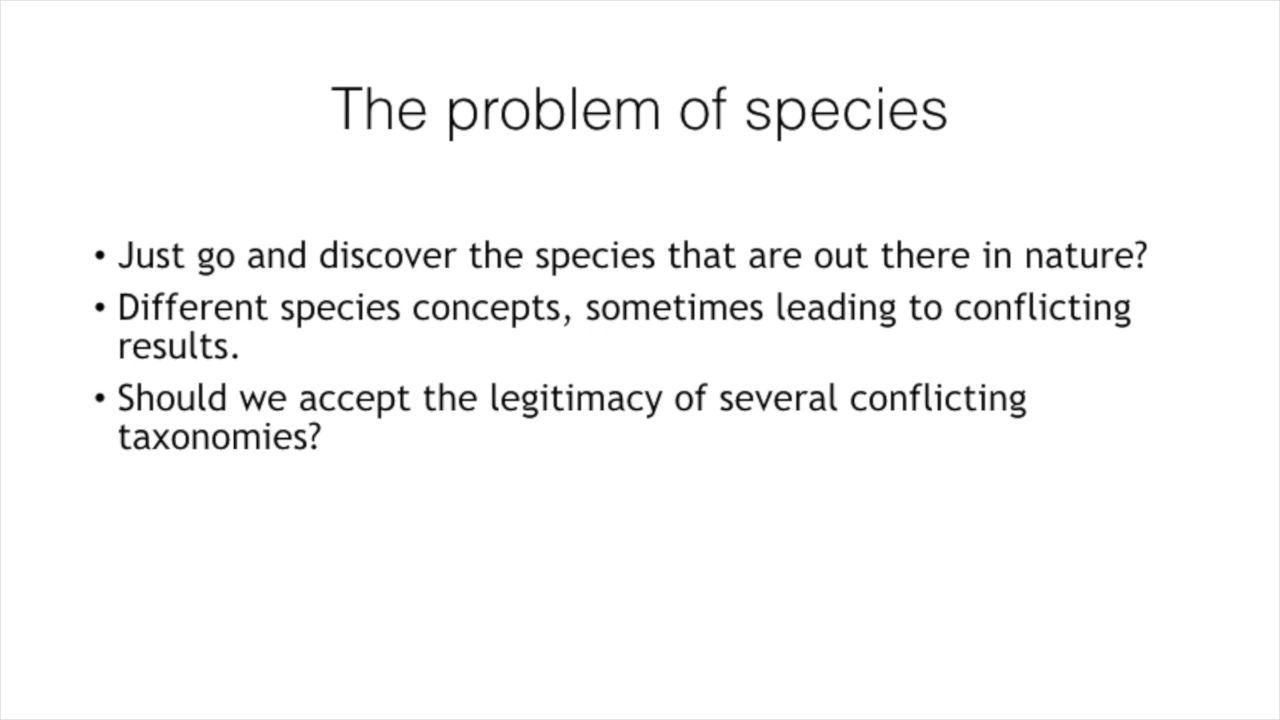 The problem of species
• Just go and discover the species that are out there in nature?
• Different species concepts, sometimes leading to conflicting
results.
• Should we accept the legitimacy of several conflicting
taxonomies?